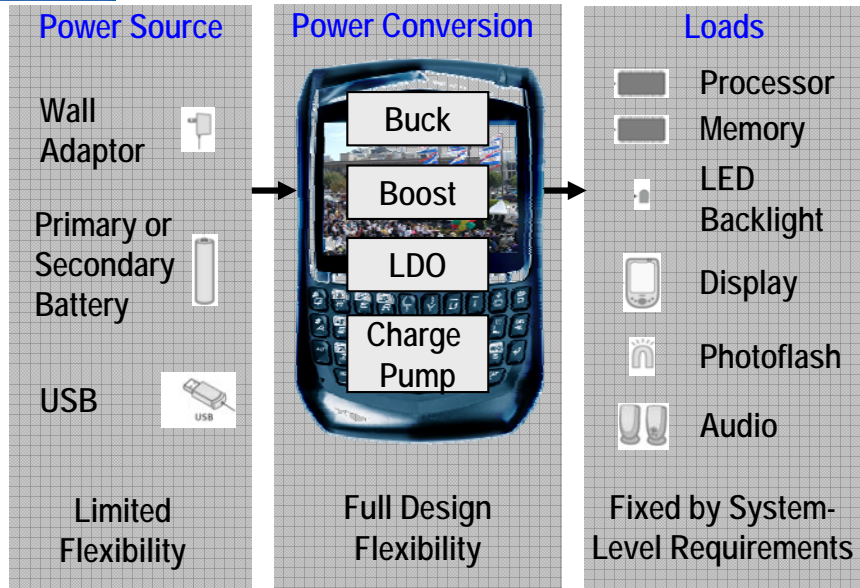 Power Source
Wall
Adaptor
Primary or
Secondary
Battery
USB
USB
Limited
Flexibility
Power Conversion
Buck
Boost
LDO
Charge
Pump
Full Design
Flexibility
Loads
Processor
Memory
LED
Backlight
Display
Photoflash
Audio
Fixed by System-
Level Requirements